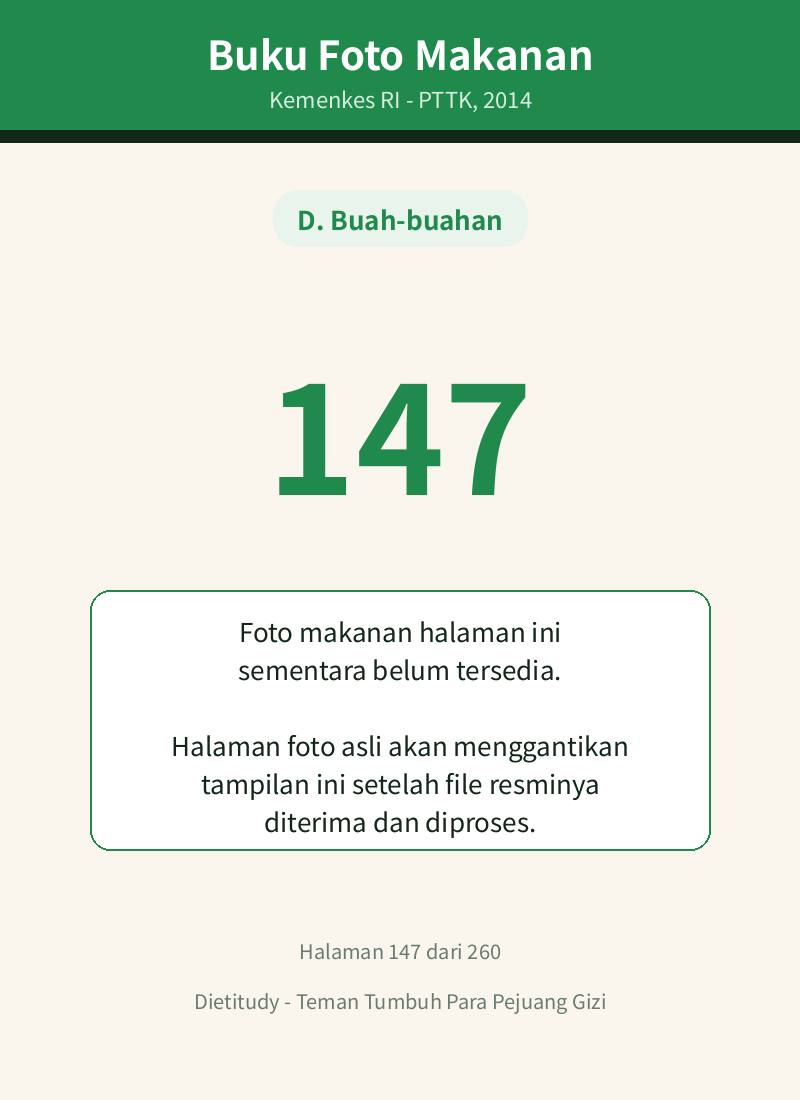 Buku Foto Makanan
Kemenkes RI - PTTK, 2014
D. Buah-buahan
147
Foto makanan halaman ini
sementara belum tersedia.
Halaman foto asli akan menggantikan
tampilan ini setelah file resminya
diterima dan diproses.
Halaman 147 dari 260
Dietitudy - Teman Tumbuh Para Pejuang Gizi